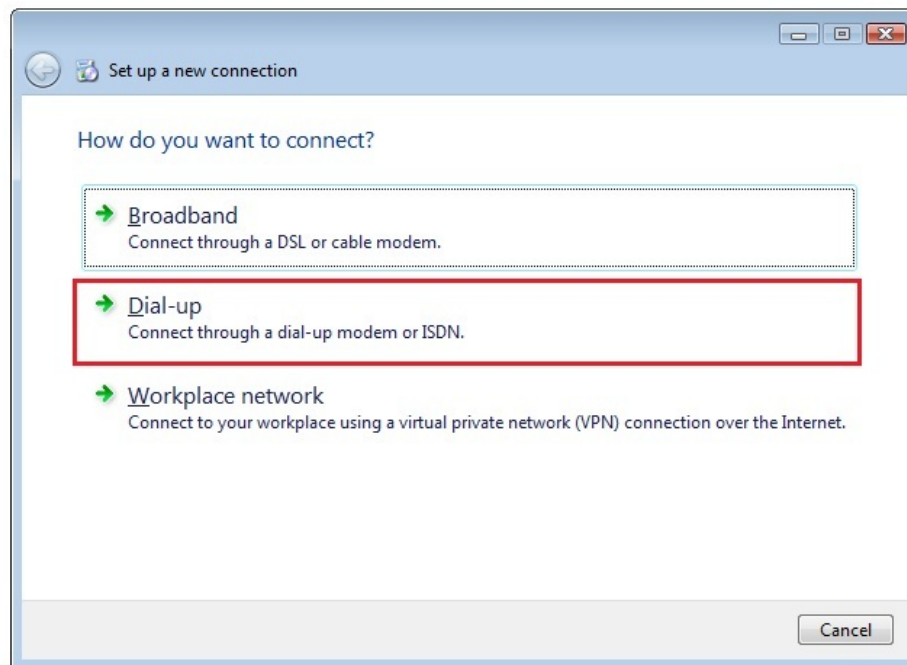 Set up a new connection
How do you want to connect?
Broadband
Connect through a DSL or cable modem.
Dial-up
Connect through a dial-up modem or ISDN.
Workplace network
Connect to your workplace using a virtual private network (VPN) connection over the Internet.
Cancel